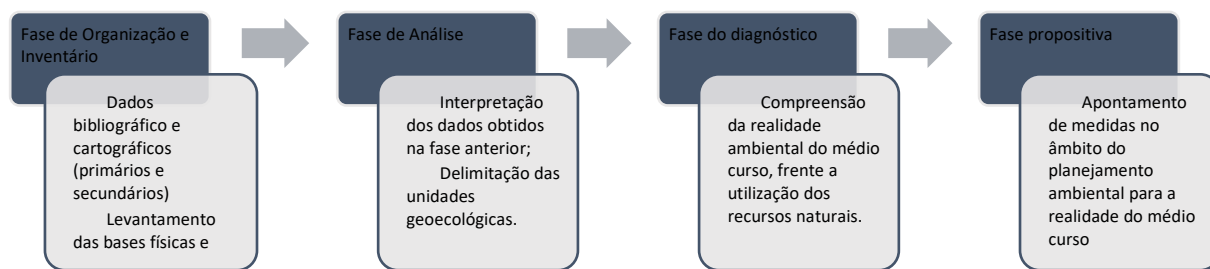 Fase de Organização e
Inventário
Dados
bibliográfico e
cartográficos
(primários e
secundários)
Levantamento
das bases físicas e
Fase de Análise
Interpretação
dos dados obtidos
na fase anterior;
Delimitação das
unidades
geoecológicas.
Fase do diagnóstico
Compreensão
da realidade
ambiental do médio
curso, frente a
utilização dos
recursos naturais.
Fase propositiva
Apontamento
de medidas no
âmbito do
planejamento
ambiental para a
realidade do médio
curso